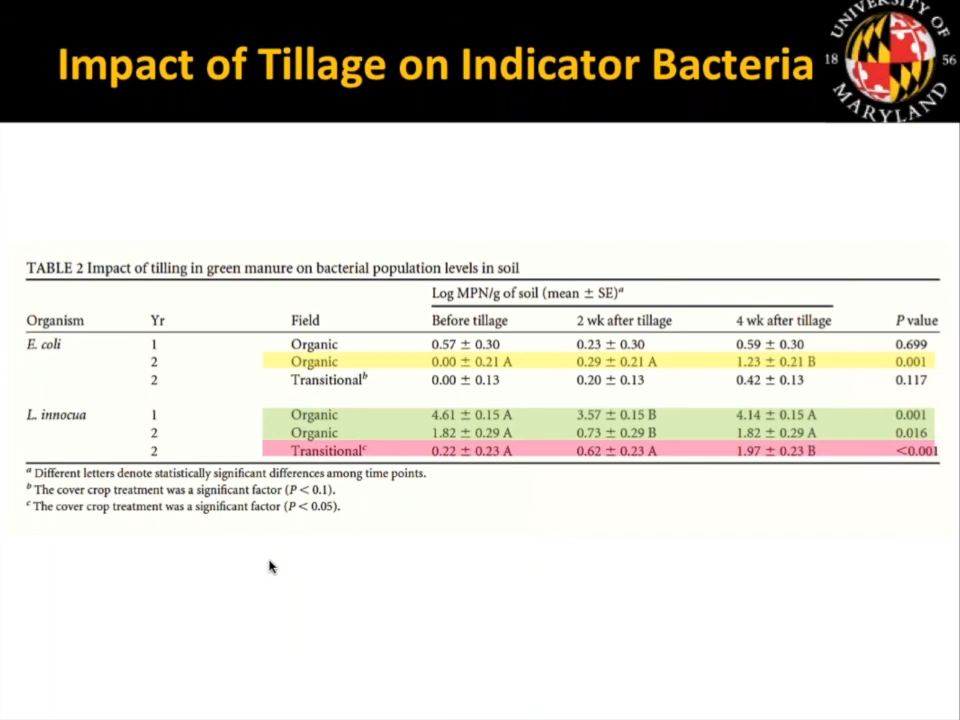 Impact of Tillage on Indicator Bacteria
UNIVERSITY OF
18 56
MARYLAND
TABLE 2 Impact of tilling in green manure on bacterial population levels in soil
Log MPN/g of soil (mean ± SE)ᵃ
Organism Yr Field Before tillage 2 wk after tillage 4 wk after tillage P value
E. coli 1 Organic 0.57 ± 0.30 0.23 ± 0.30 0.59 ± 0.30 0.699
2 Organic 0.00 ± 0.21 A 0.29 ± 0.21 A 1.23 ± 0.21 B 0.001
2 Transitionalᵇ 0.00 ± 0.13 0.20 ± 0.13 0.42 ± 0.13 0.117
L. innocua 1 Organic 4.61 ± 0.15 A 3.57 ± 0.15 B 4.14 ± 0.15 A 0.001
2 Organic 1.82 ± 0.29 A 0.73 ± 0.29 B 1.82 ± 0.29 A 0.016
2 Transitionalᶜ 0.22 ± 0.23 A 0.62 ± 0.23 A 1.97 ± 0.23 B <0.001
ᵃ Different letters denote statistically significant differences among time points.
ᵇ The cover crop treatment was a significant factor (P < 0.1).
ᶜ The cover crop treatment was a significant factor (P < 0.05).